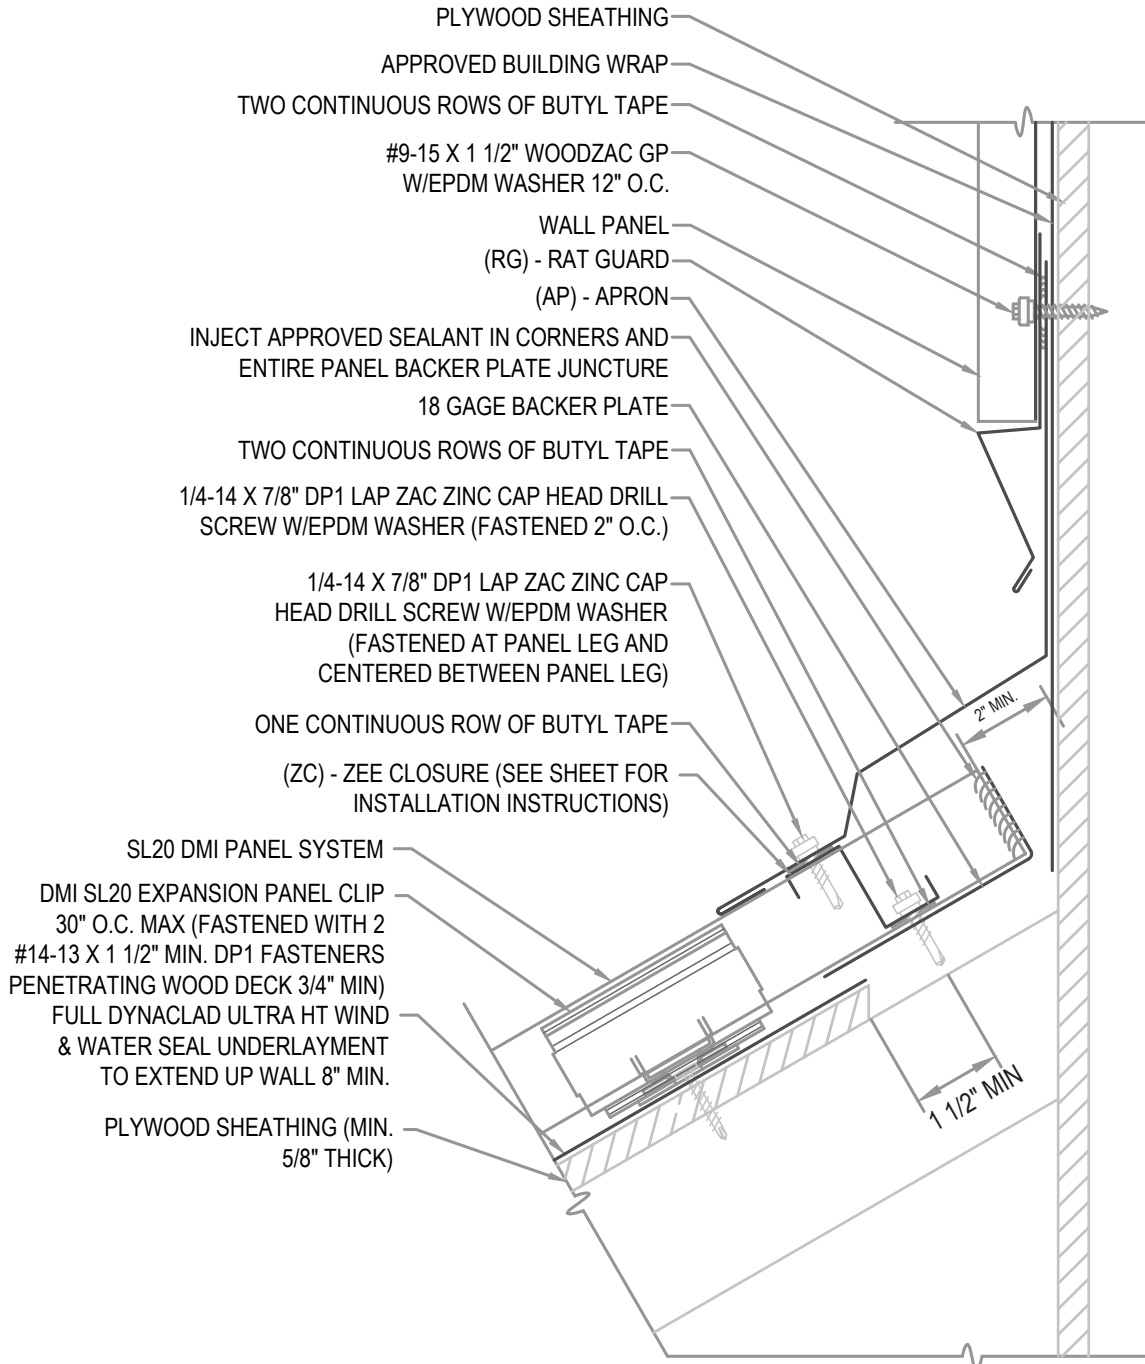 PLYWOOD SHEATHING
APPROVED BUILDING WRAP
TWO CONTINUOUS ROWS OF BUTYL TAPE
#9-15 X 1 1/2" WOODZAC GP
W/EPDM WASHER 12" O.C.
WALL PANEL
(RG) - RAT GUARD
(AP) - APRON
INJECT APPROVED SEALANT IN CORNERS AND
ENTIRE PANEL BACKER PLATE JUNCTURE
18 GAGE BACKER PLATE
TWO CONTINUOUS ROWS OF BUTYL TAPE
1/4-14 X 7/8" DP1 LAP ZAC ZINC CAP HEAD DRILL
SCREW W/EPDM WASHER (FASTENED 2" O.C.)
1/4-14 X 7/8" DP1 LAP ZAC ZINC CAP
HEAD DRILL SCREW W/EPDM WASHER
(FASTENED AT PANEL LEG AND
CENTERED BETWEEN PANEL LEG)
2" MIN.
ONE CONTINUOUS ROW OF BUTYL TAPE
(ZC) - ZEE CLOSURE (SEE SHEET FOR
INSTALLATION INSTRUCTIONS)
SL20 DMI PANEL SYSTEM
DMI SL20 EXPANSION PANEL CLIP
30" O.C. MAX (FASTENED WITH 2
#14-13 X 1 1/2" MIN. DP1 FASTENERS
PENETRATING WOOD DECK 3/4" MIN)
FULL DYNACLAD ULTRA HT WIND
& WATER SEAL UNDERLAYMENT
TO EXTEND UP WALL 8" MIN.
1 1/2" MIN
PLYWOOD SHEATHING (MIN.
5/8" THICK)